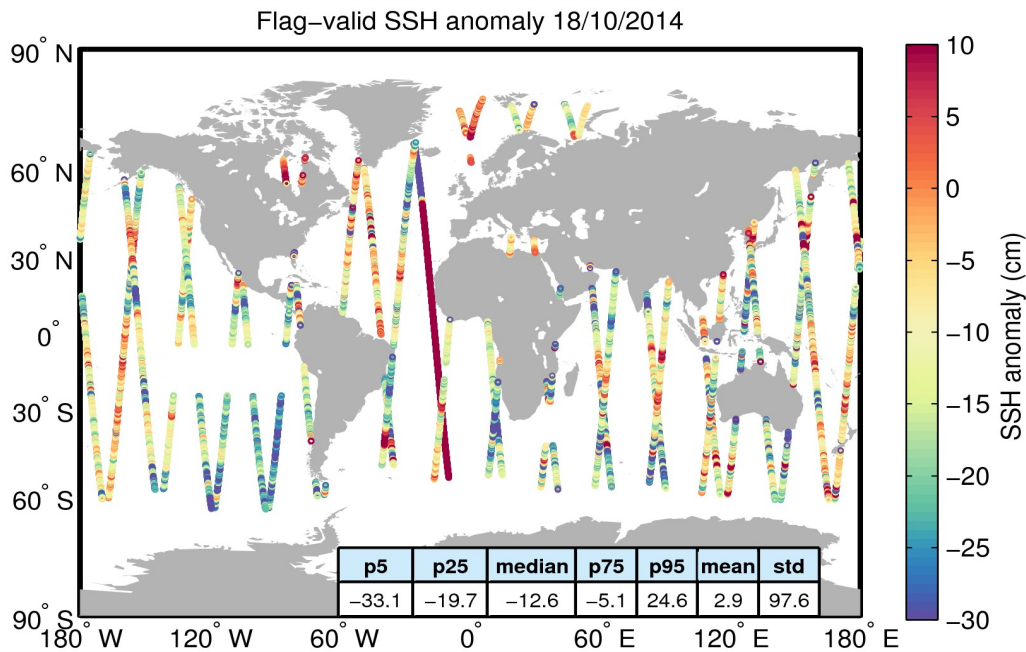 Flag−valid SSH anomaly 18/10/2014
90° N
60° N
30° N
0°
30° S
60° S
90° S
180° W
120° W
60° W
0°
60° E
120° E
180° E
p5 p25 median p75 p95 mean std
−33.1 −19.7 −12.6 −5.1 24.6 2.9 97.6
10
5
0
−5
−10
−15
−20
−25
−30
SSH anomaly (cm)